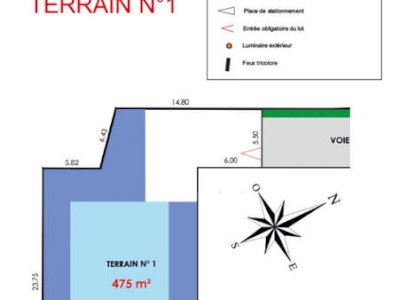 TERRAIN N°1
Place de stationnement
Entrée obligatoire du lot
Luminaire extérieur
Feux tricolore
14.80
6.43
5.50
VOIE
5.82
6.00
O
N
S
E
TERRAIN N° 1
475 m²
23.75